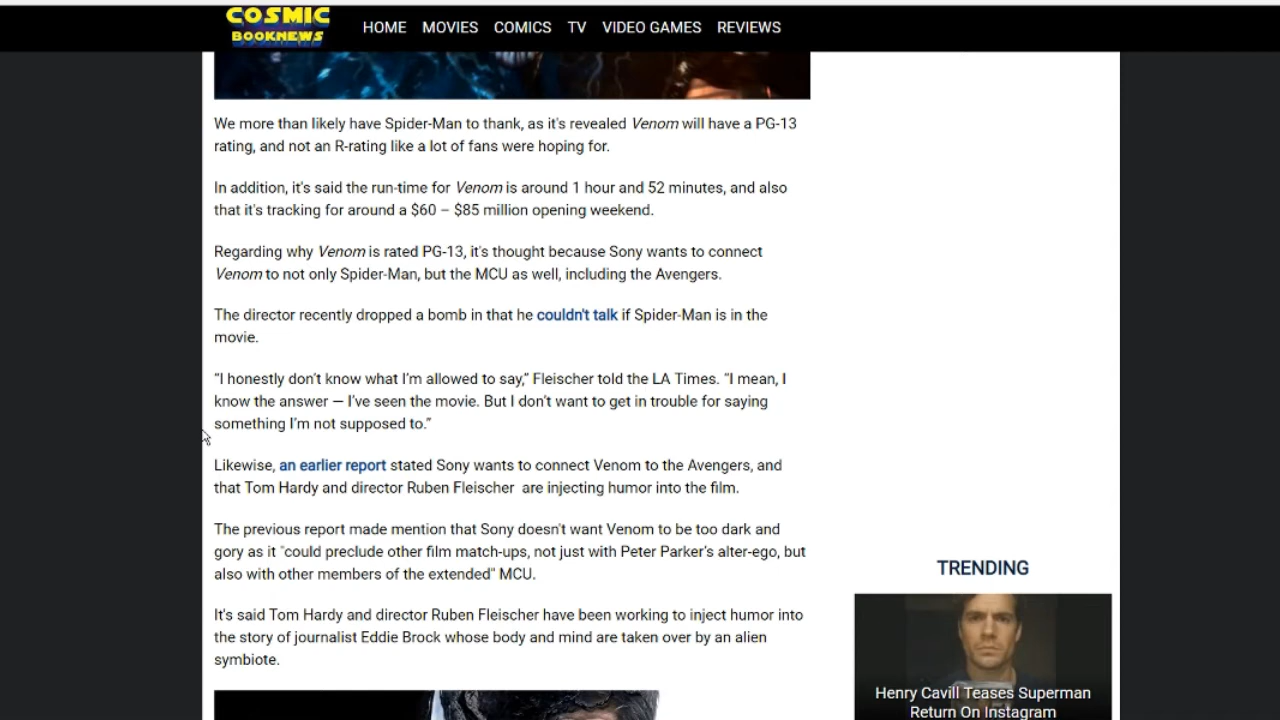 COSMIC
BOOKNEWS
HOME MOVIES COMICS TV VIDEO GAMES REVIEWS
We more than likely have Spider-Man to thank, as it's revealed Venom will have a PG-13
rating, and not an R-rating like a lot of fans were hoping for.
In addition, it's said the run-time for Venom is around 1 hour and 52 minutes, and also
that it's tracking for around a $60 – $85 million opening weekend.
Regarding why Venom is rated PG-13, it's thought because Sony wants to connect
Venom to not only Spider-Man, but the MCU as well, including the Avengers.
The director recently dropped a bomb in that he couldn't talk if Spider-Man is in the
movie.
“I honestly don’t know what I’m allowed to say,” Fleischer told the LA Times. “I mean, I
know the answer — I’ve seen the movie. But I don’t want to get in trouble for saying
something I’m not supposed to.”
Likewise, an earlier report stated Sony wants to connect Venom to the Avengers, and
that Tom Hardy and director Ruben Fleischer are injecting humor into the film.
The previous report made mention that Sony doesn't want Venom to be too dark and
gory as it "could preclude other film match-ups, not just with Peter Parker's alter-ego, but
also with other members of the extended" MCU.
It's said Tom Hardy and director Ruben Fleischer have been working to inject humor into
the story of journalist Eddie Brock whose body and mind are taken over by an alien
symbiote.
TRENDING
Henry Cavill Teases Superman
Return On Instagram